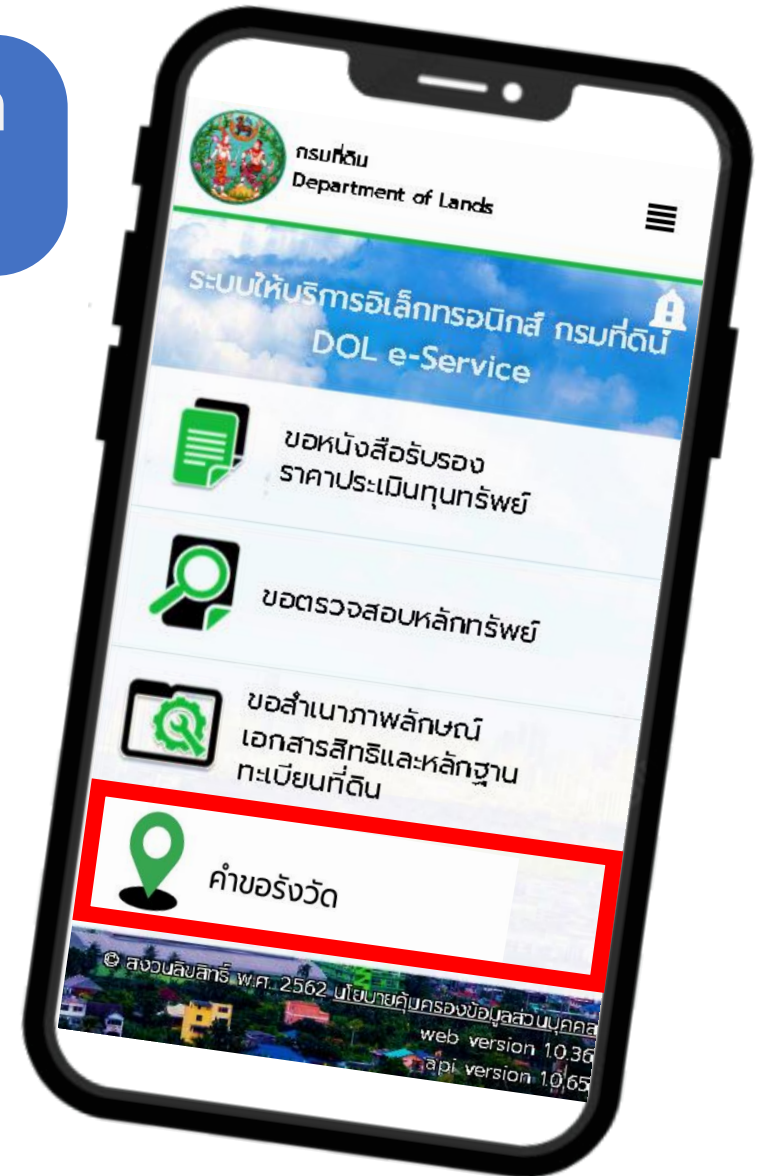 กรมที่ดิน
Department of Lands
ระบบให้บริการอิเล็กทรอนิกส์ กรมที่ดิน
DOL e-Service
ขอหนังสือรับรอง
ราคาประเมินทุนทรัพย์
ขอตรวจสอบหลักทรัพย์
ขอสำเนาภาพลักษณ์
เอกสารสิทธิและหลักฐาน
ทะเบียนที่ดิน
คำขอรังวัด
© สงวนลิขสิทธิ์ พ.ศ. 2562 นโยบายคุ้มครองข้อมูลส่วนบุคคล
web version 1.0.36
api version 1.0.65